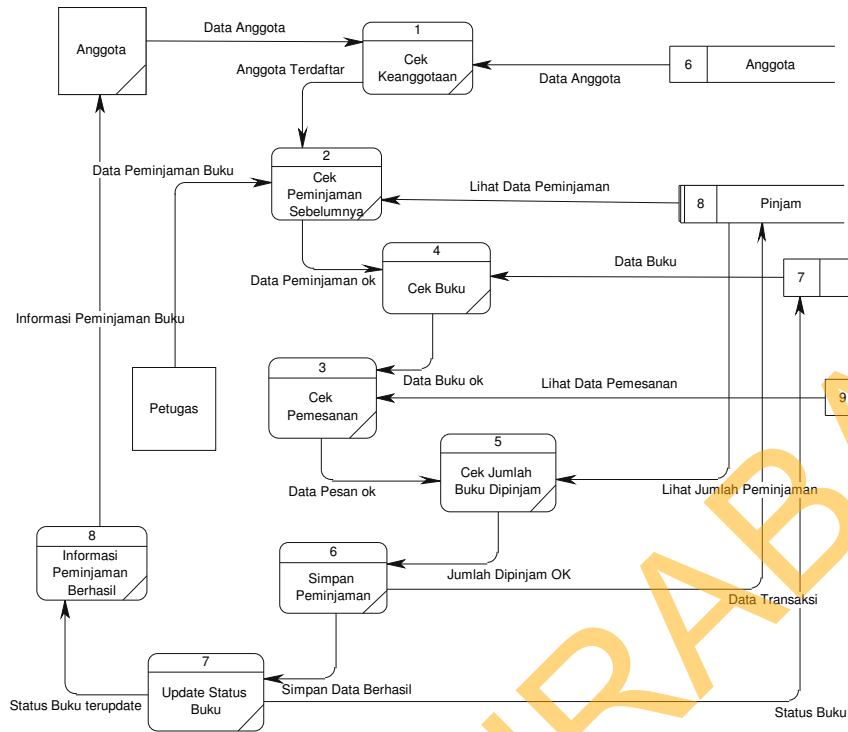 Anggota
Data Anggota
1
Cek
Keanggotaan
Data Anggota
6
Anggota
Anggota Terdaftar
2
Cek
Peminjaman
Sebelumnya
Data Peminjaman Buku
Lihat Data Peminjaman
8
Pinjam
Data Peminjaman ok
4
Cek Buku
Data Buku
7
Informasi Peminjaman Buku
Petugas
3
Cek
Pemesanan
Data Buku ok
Lihat Data Pemesanan
9
Data Pesan ok
5
Cek Jumlah
Buku Dipinjam
Lihat Jumlah Peminjaman
8
Informasi
Peminjaman
Berhasil
6
Simpan
Peminjaman
Jumlah Dipinjam OK
Data Transaksi
7
Update Status
Buku
Simpan Data Berhasil
Status Buku terupdate
Status Buku